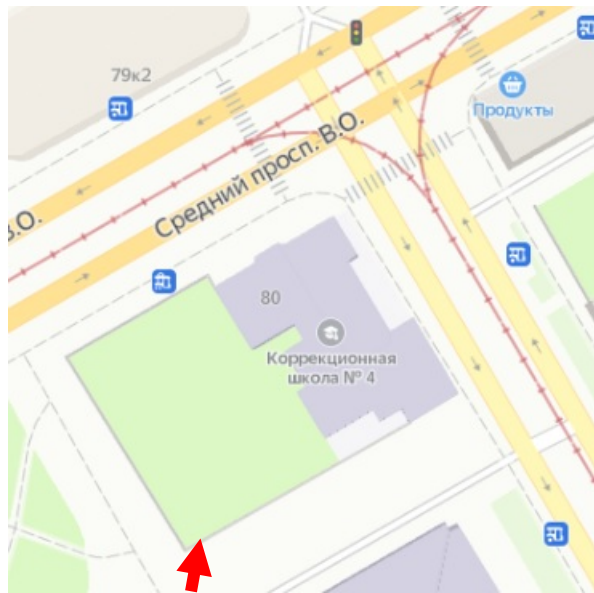 79к2
Продукты
Средний просп. В.О.
В.О.
80
Коррекционная
школа № 4